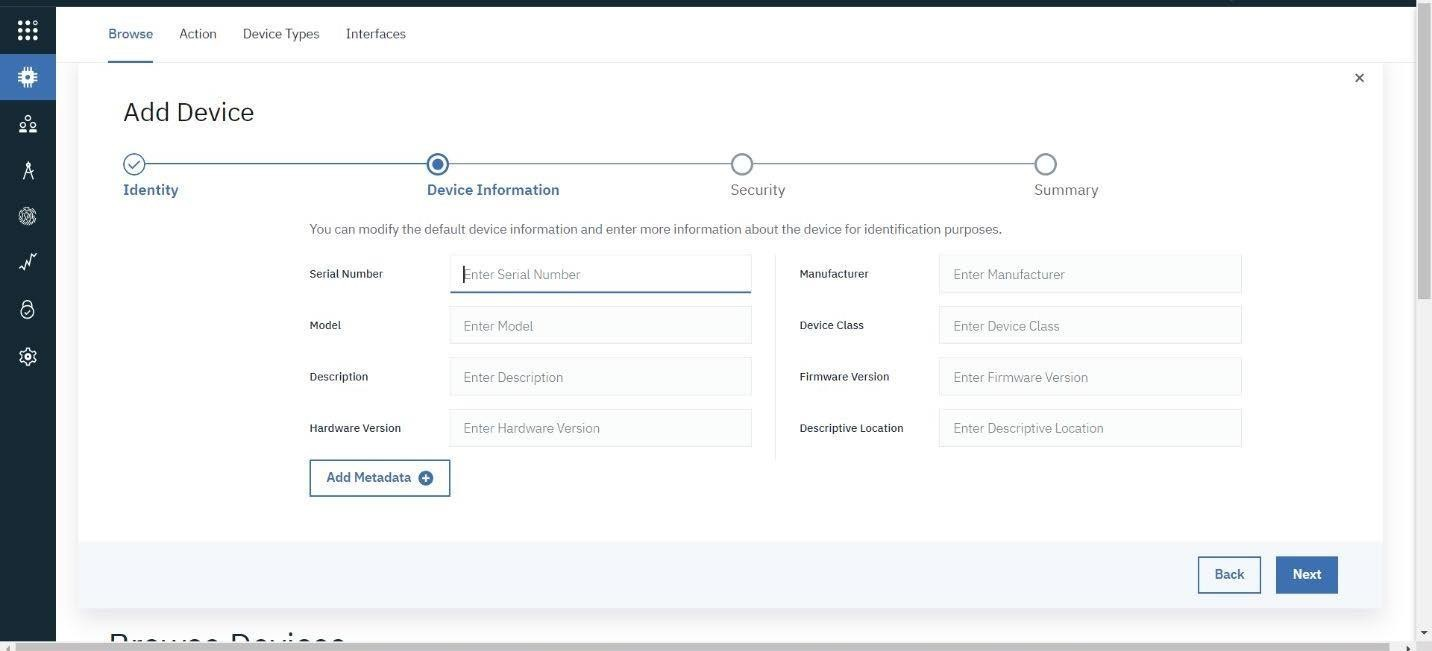 Browse Action Device Types Interfaces
Add Device
Identity Device Information Security Summary
You can modify the default device information and enter more information about the device for identification purposes.
Serial Number Enter Serial Number Manufacturer Enter Manufacturer
Model Enter Model Device Class Enter Device Class
Description Enter Description Firmware Version Enter Firmware Version
Hardware Version Enter Hardware Version Descriptive Location Enter Descriptive Location
Add Metadata
Back Next
Browse Devices